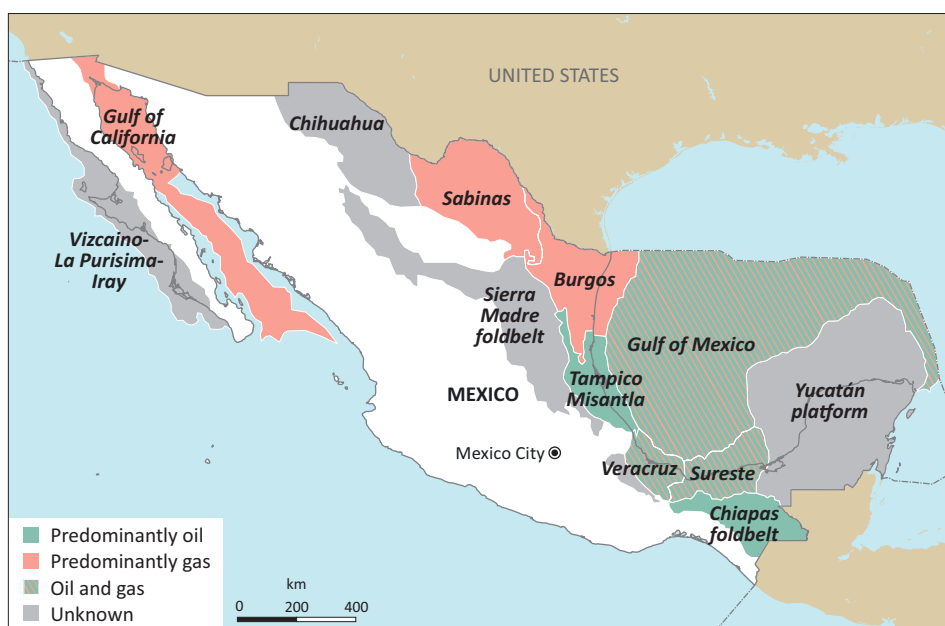 UNITED STATES
Gulf of
California
Chihuahua
Sabinas
Vizcaino-
La Purisima-
Iray
Burgos
Sierra
Madre
foldbelt
Gulf of Mexico
Tampico
Misantla
MEXICO
Yucatán
platform
Mexico City
Veracruz
Sureste
Chiapas
foldbelt
Predominantly oil
Predominantly gas
Oil and gas
Unknown
km
0 200 400